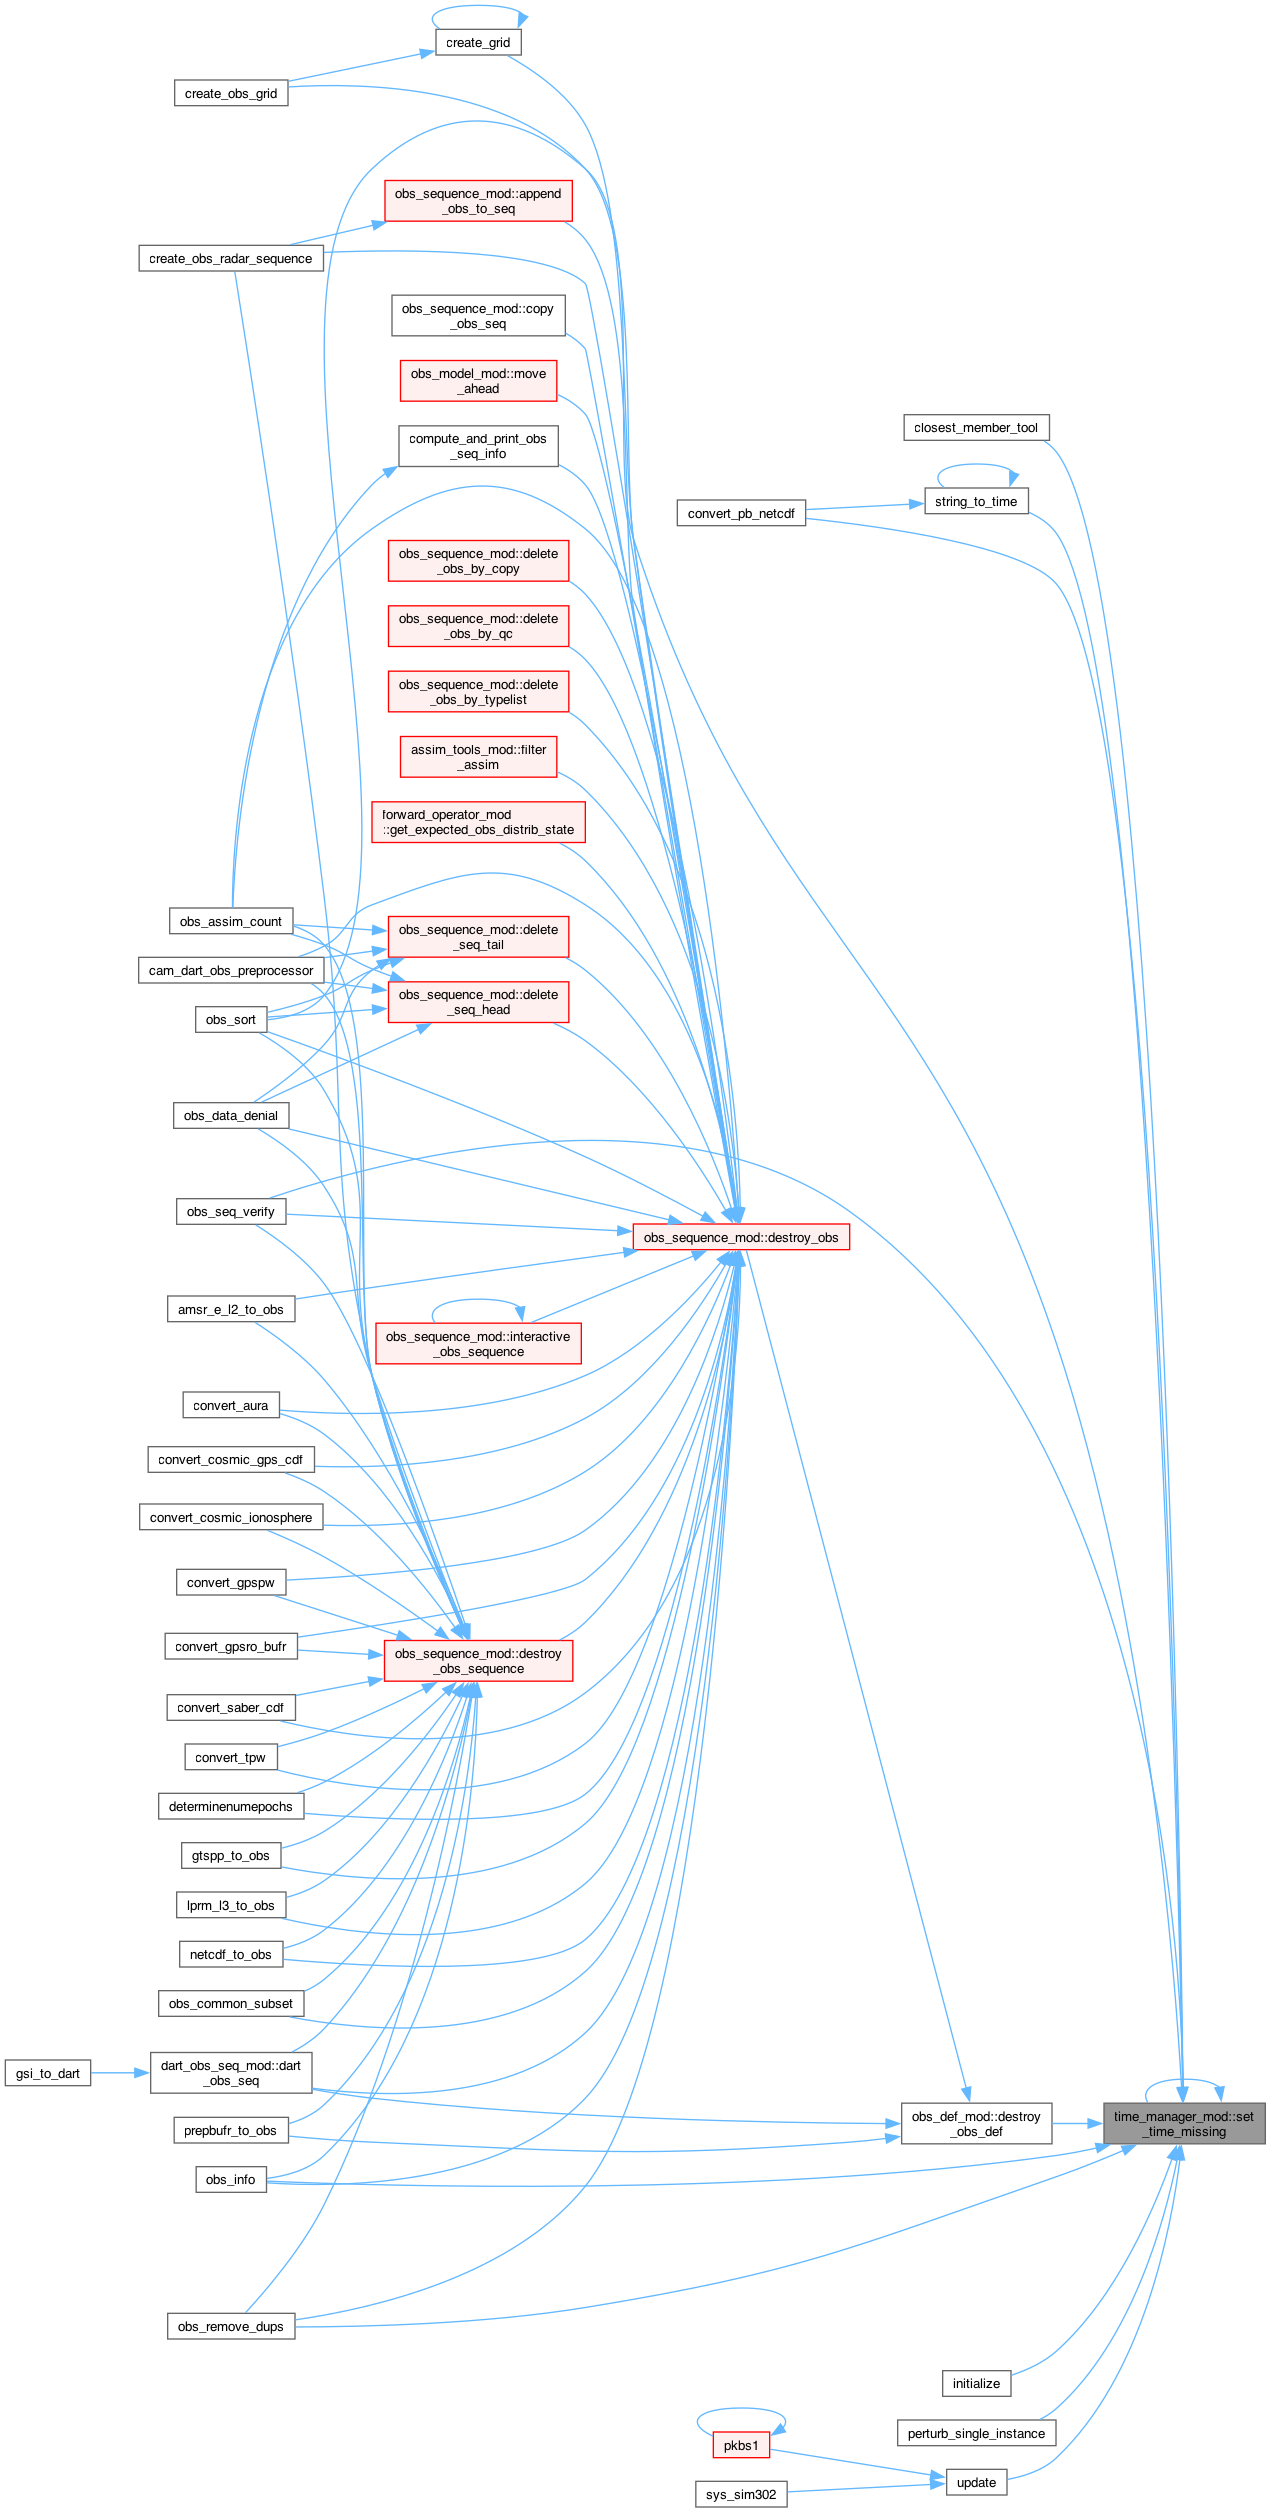 create_grid
create_obs_grid
obs_sequence_mod::append
_obs_to_seq
create_obs_radar_sequence
obs_sequence_mod::copy
_obs_seq
obs_model_mod::move
_ahead
closest_member_tool
compute_and_print_obs
_seq_info
string_to_time
convert_pb_netcdf
obs_sequence_mod::delete
_obs_by_copy
obs_sequence_mod::delete
_obs_by_qc
obs_sequence_mod::delete
_obs_by_typelist
assim_tools_mod::filter
_assim
forward_operator_mod
::get_expected_obs_distrib_state
obs_assim_count
obs_sequence_mod::delete
_seq_tail
cam_dart_obs_preprocessor
obs_sequence_mod::delete
_seq_head
obs_sort
obs_data_denial
obs_seq_verify
obs_sequence_mod::destroy_obs
amsr_e_l2_to_obs
obs_sequence_mod::interactive
_obs_sequence
convert_aura
convert_cosmic_gps_cdf
convert_cosmic_ionosphere
convert_gpspw
convert_gpsro_bufr
obs_sequence_mod::destroy
_obs_sequence
convert_saber_cdf
convert_tpw
determinenumepochs
gtspp_to_obs
lprm_l3_to_obs
netcdf_to_obs
obs_common_subset
gsi_to_dart
dart_obs_seq_mod::dart
_obs_seq
prepbufr_to_obs
obs_def_mod::destroy
_obs_def
time_manager_mod::set
_time_missing
obs_info
obs_remove_dups
initialize
perturb_single_instance
pkbs1
update
sys_sim302